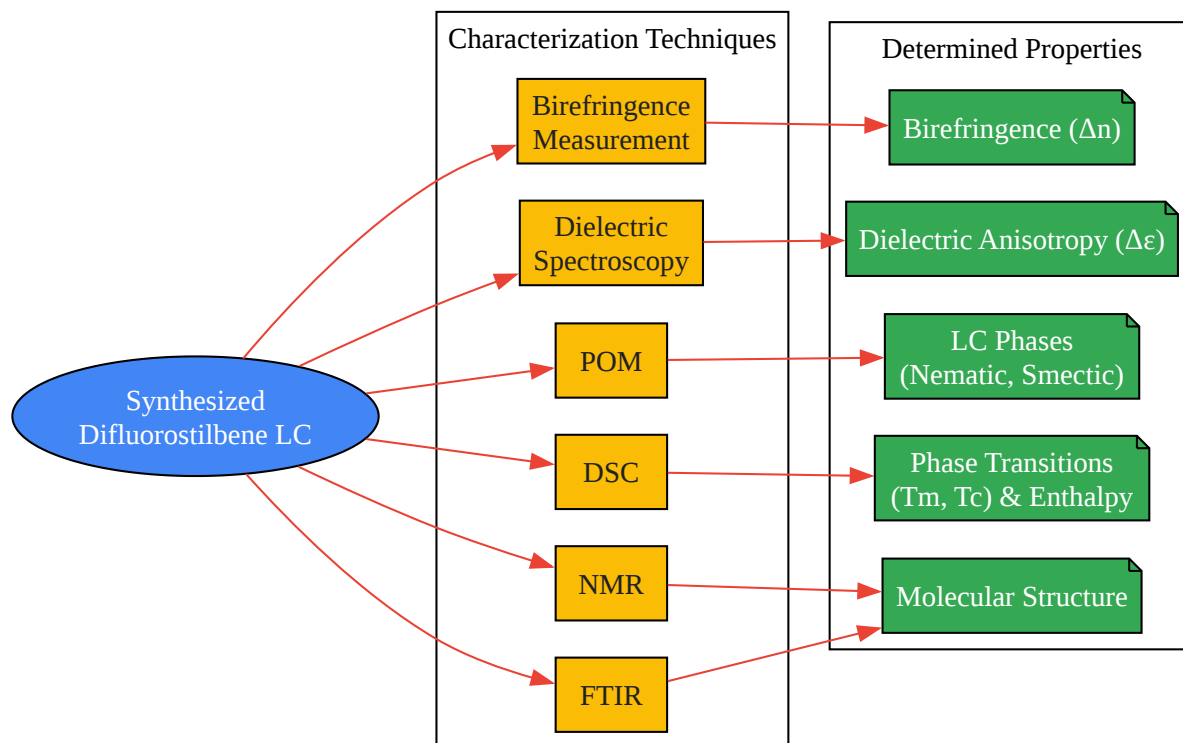 Characterization Techniques
Determined Properties
Birefringence
Measurement
Birefringence (Δn)
Dielectric
Spectroscopy
Dielectric Anisotropy (Δε)
POM
LC Phases
(Nematic, Smectic)
Synthesized
Difluorostilbene LC
DSC
Phase Transitions
(Tm, Tc) & Enthalpy
NMR
Molecular Structure
FTIR